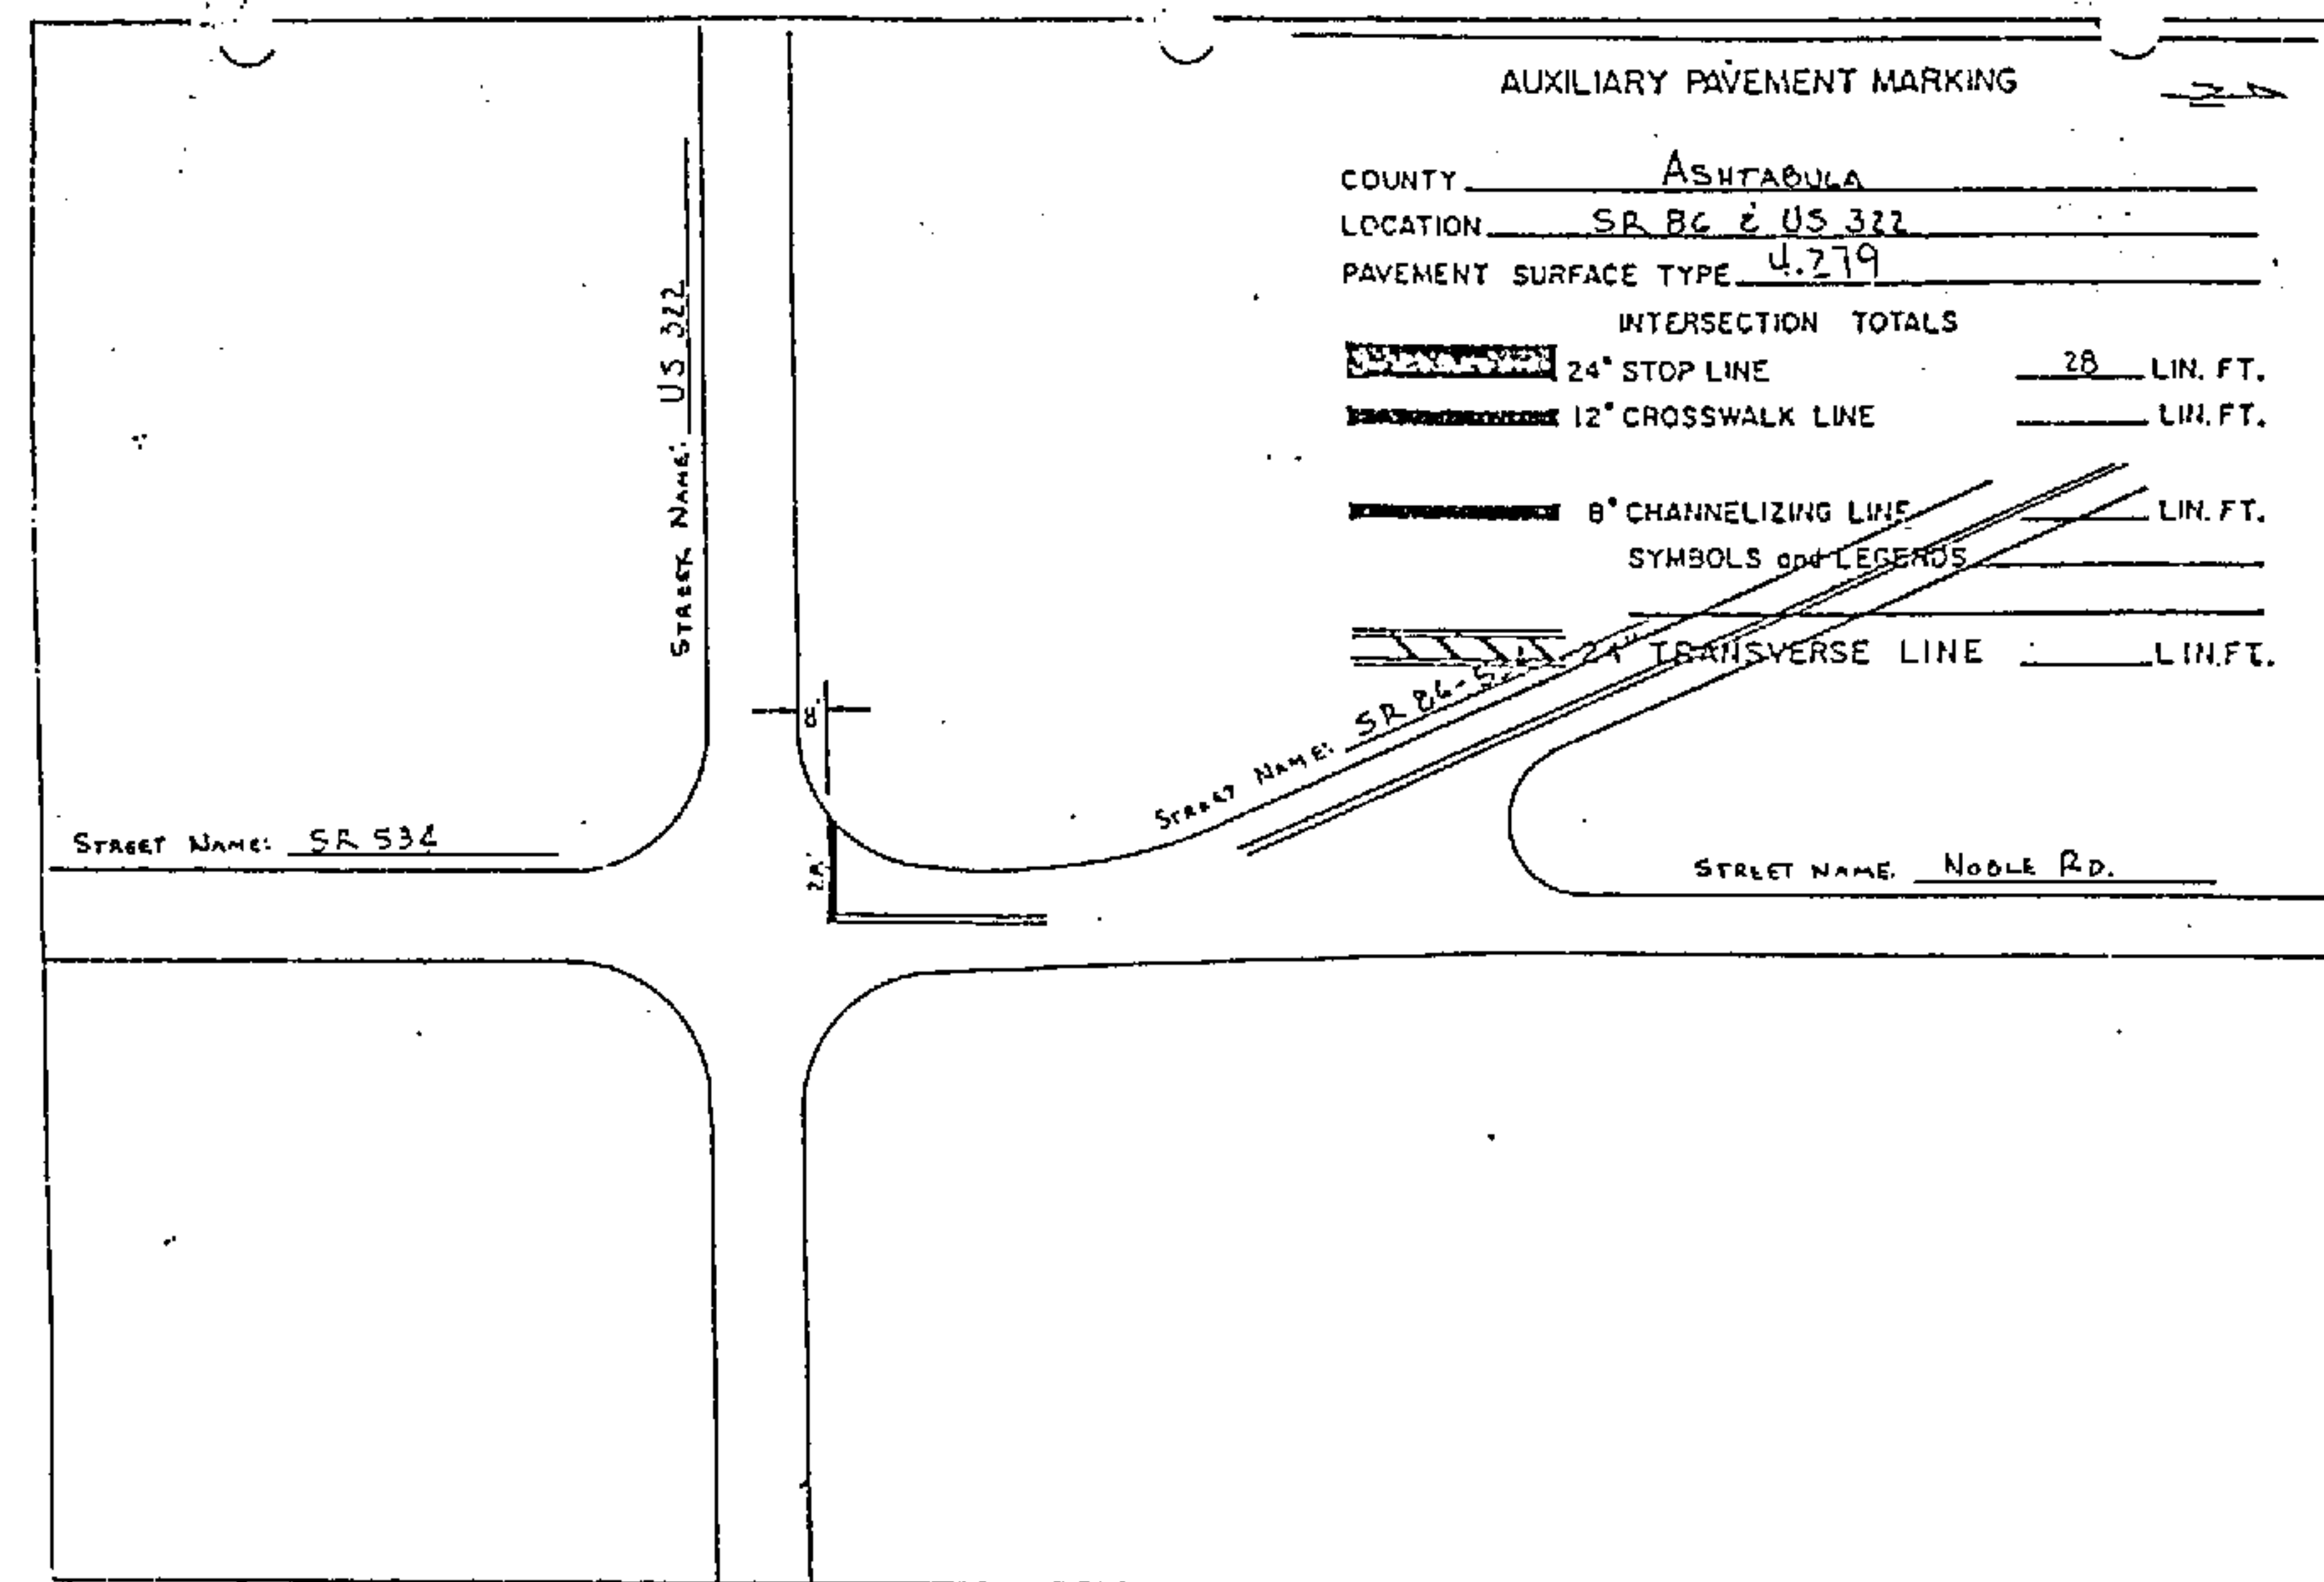 AUXILIARY PAVEMENT MARKING
COUNTY ASHTABULA
LOCATION SR 86 & US 322
PAVEMENT SURFACE TYPE 4.279
INTERSECTION TOTALS
24" STOP LINE 28 LIN. FT.
12" CROSSWALK LINE LIN. FT.
8" CHANNELIZING LINE LIN. FT.
SYMBOLS and LEGENDS
24" TRANSVERSE LINE LIN. FT.
STREET NAME: US 322
8'
STREET NAME: SR 86
STREET NAME: SR 534
STREET NAME. NOBLE RD.